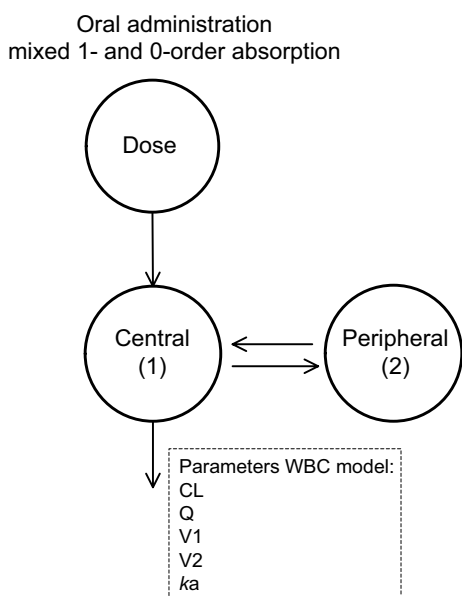 Oral administration
mixed 1- and 0-order absorption
Dose
Central
(1)
Peripheral
(2)
Parameters WBC model:
CL
Q
V1
V2
ka